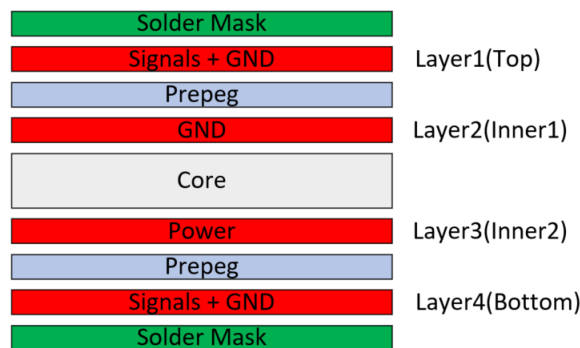 Solder Mask
Signals + GND Layer1(Top)
Prepeg
GND Layer2(Inner1)
Core
Power Layer3(Inner2)
Prepeg
Signals + GND Layer4(Bottom)
Solder Mask